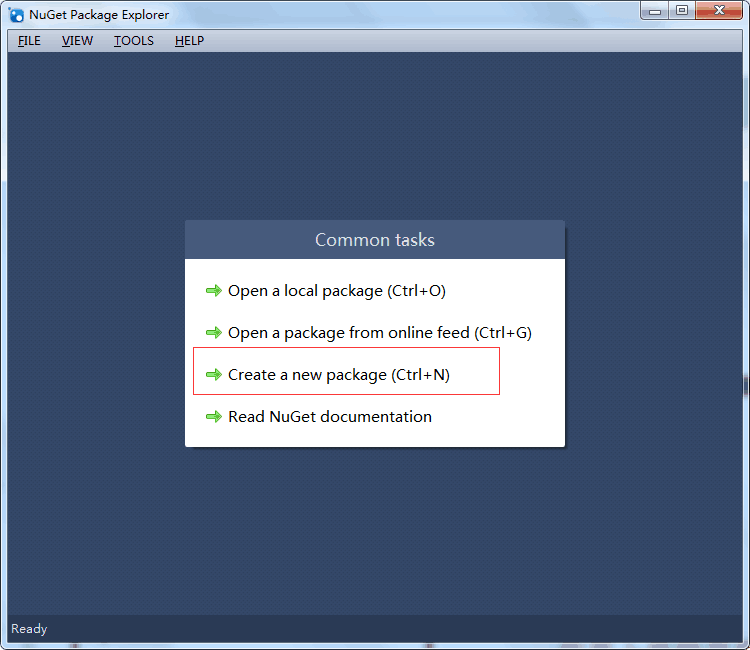 NuGet Package Explorer
FILE VIEW TOOLS HELP
Common tasks
Open a local package (Ctrl+O)
Open a package from online feed (Ctrl+G)
Create a new package (Ctrl+N)
Read NuGet documentation
Ready